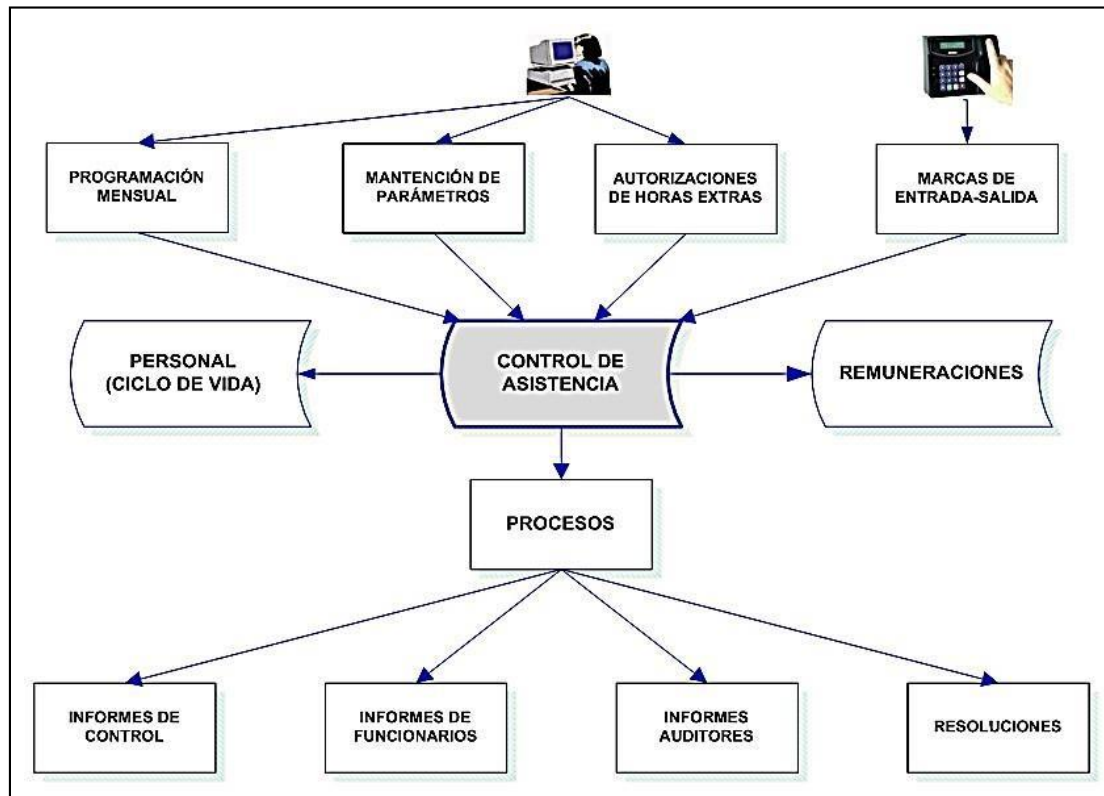 PROGRAMACIÓN
MENSUAL
MANTENCIÓN DE
PARÁMETROS
AUTORIZACIONES
DE HORAS EXTRAS
MARCAS DE
ENTRADA-SALIDA
PERSONAL
(CICLO DE VIDA)
CONTROL DE
ASISTENCIA
REMUNERACIONES
PROCESOS
INFORMES DE
CONTROL
INFORMES DE
FUNCIONARIOS
INFORMES
AUDITORES
RESOLUCIONES